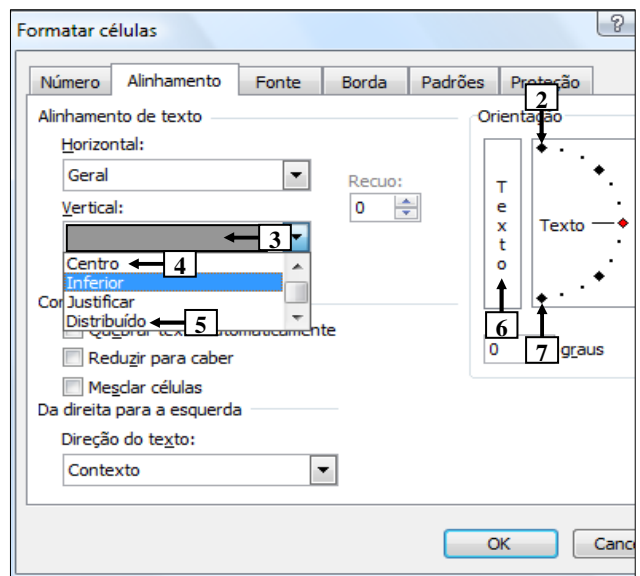 Formatar células
Número Alinhamento Fonte Borda Padrões Proteção
2
Alinhamento de texto
Orientação
Horizontal:
Geral
Recuo:
0
Vertical:
3
Centro
4
Inferior
Justificar
Distribuído
5
Con
Quebrar texto automaticamente
Reduzir para caber
Mesclar células
T
e
x
t
o
Texto
6
7
0 graus
Da direita para a esquerda
Direção do texto:
Contexto
OK
Canc